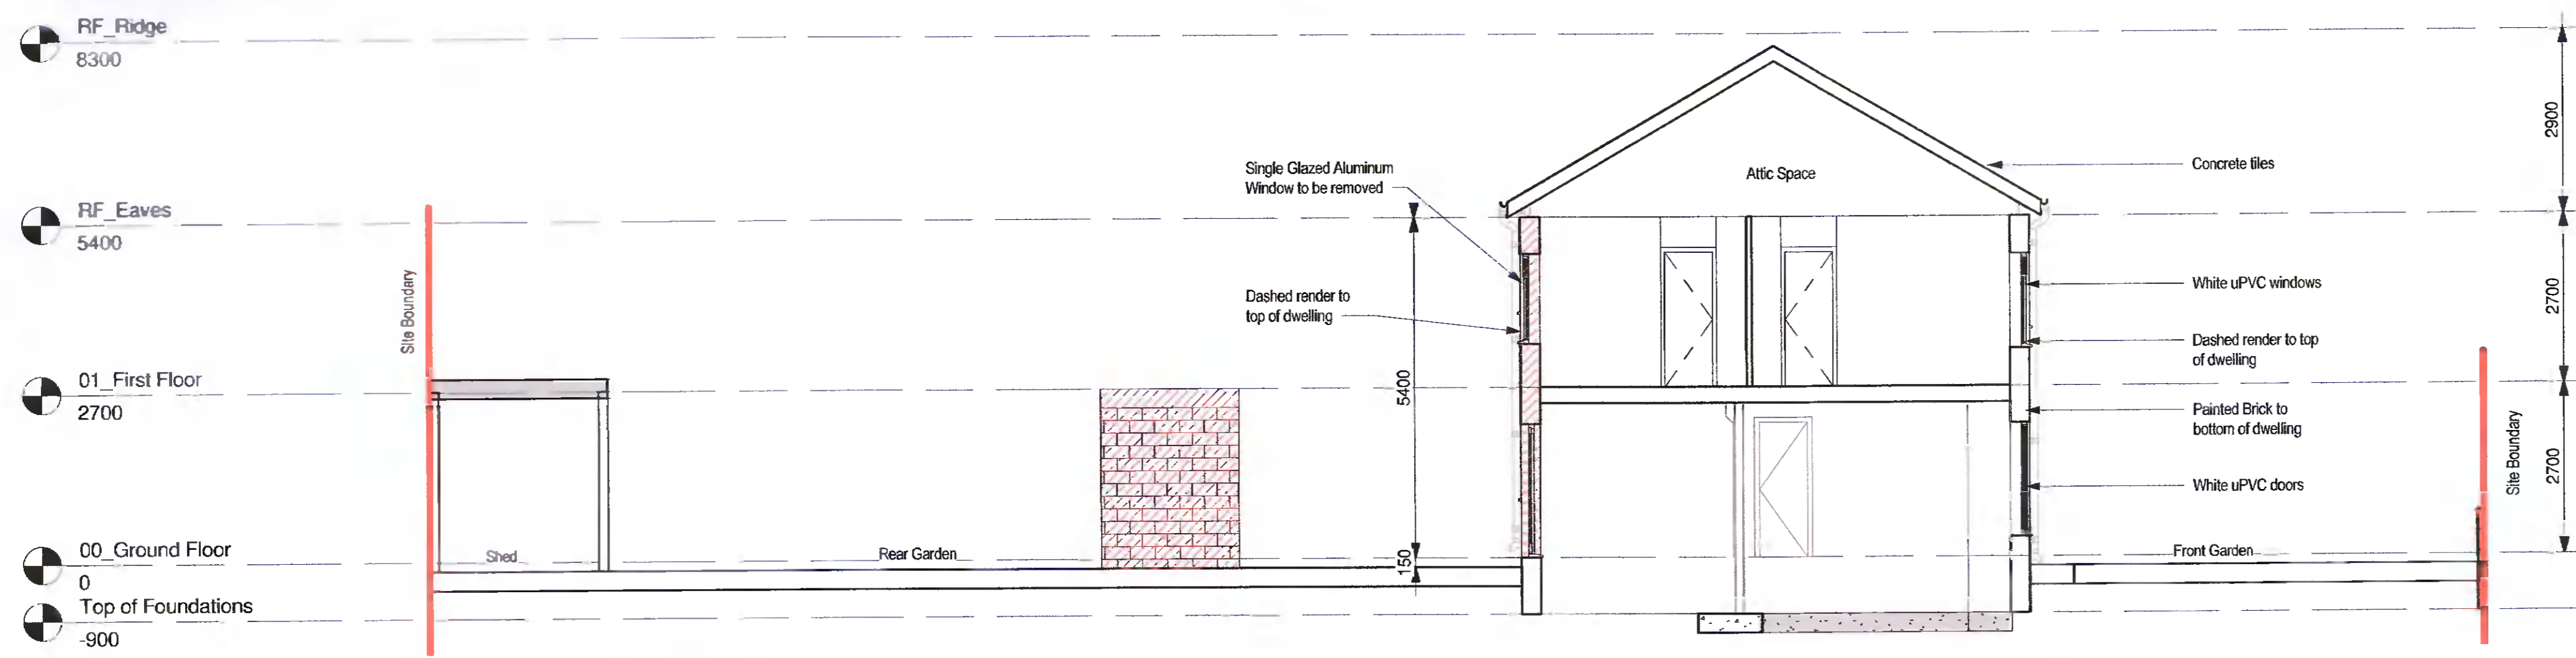 RF_Ridge
8300
2900
Single Glazed Aluminum
Window to be removed
Attic Space
Concrete tiles
RF_Eaves
5400
Site Boundary
Dashed render to
top of dwelling
5400
White uPVC windows
2700
Dashed render to top
of dwelling
01_First Floor
2700
Painted Brick to
bottom of dwelling
White uPVC doors
2700
Site Boundary
00_Ground Floor
0
Shed
Rear Garden
150
Front Garden
Top of Foundations
-900